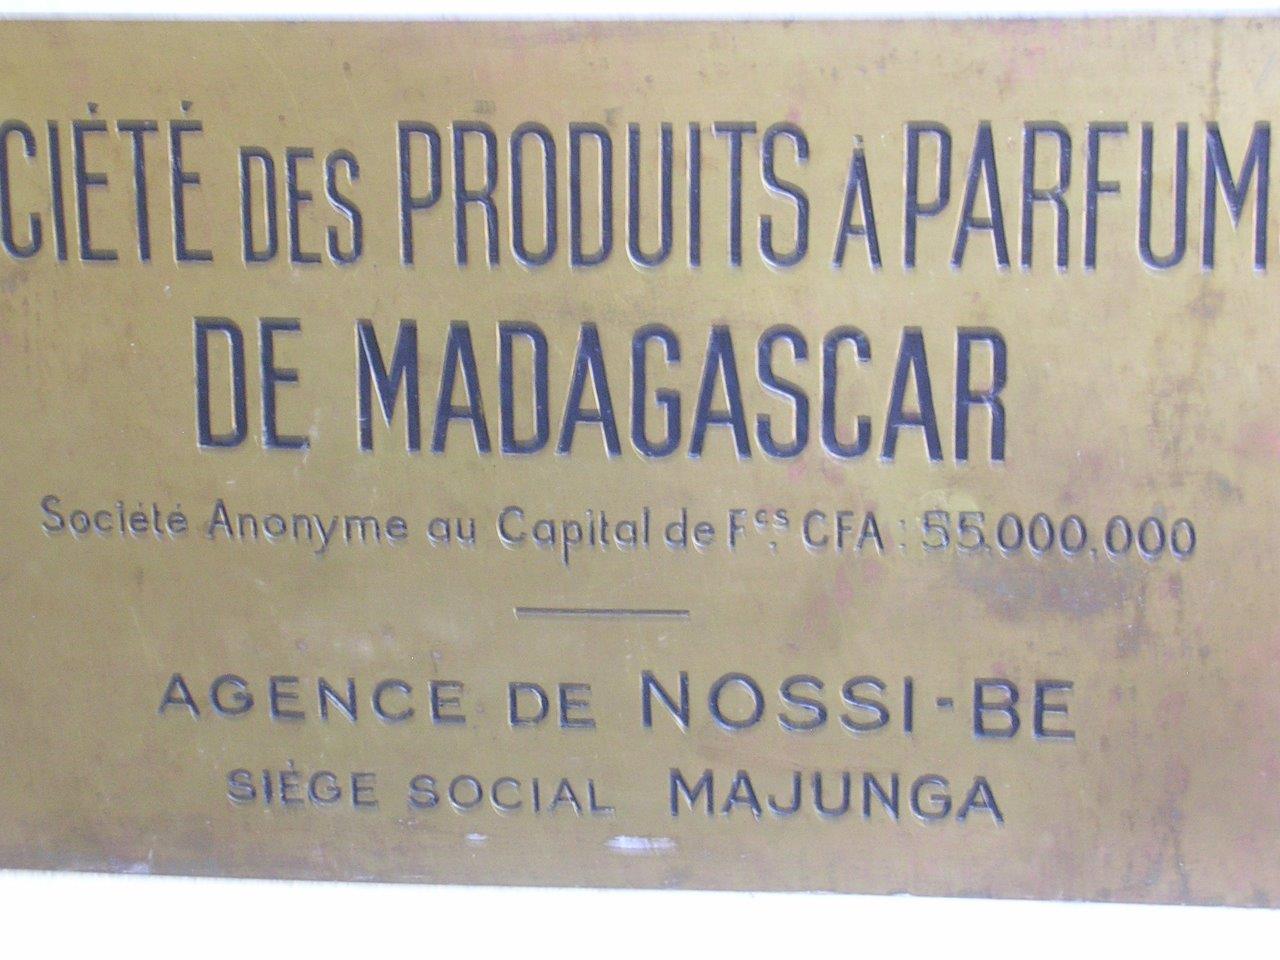 CIÉTÉ DES PRODUITS À PARFUM
DE MADAGASCAR
Société Anonyme au Capital de Fcs. CFA : 55.000.000
AGENCE DE NOSSI-BE
SIÈGE SOCIAL MAJUNGA